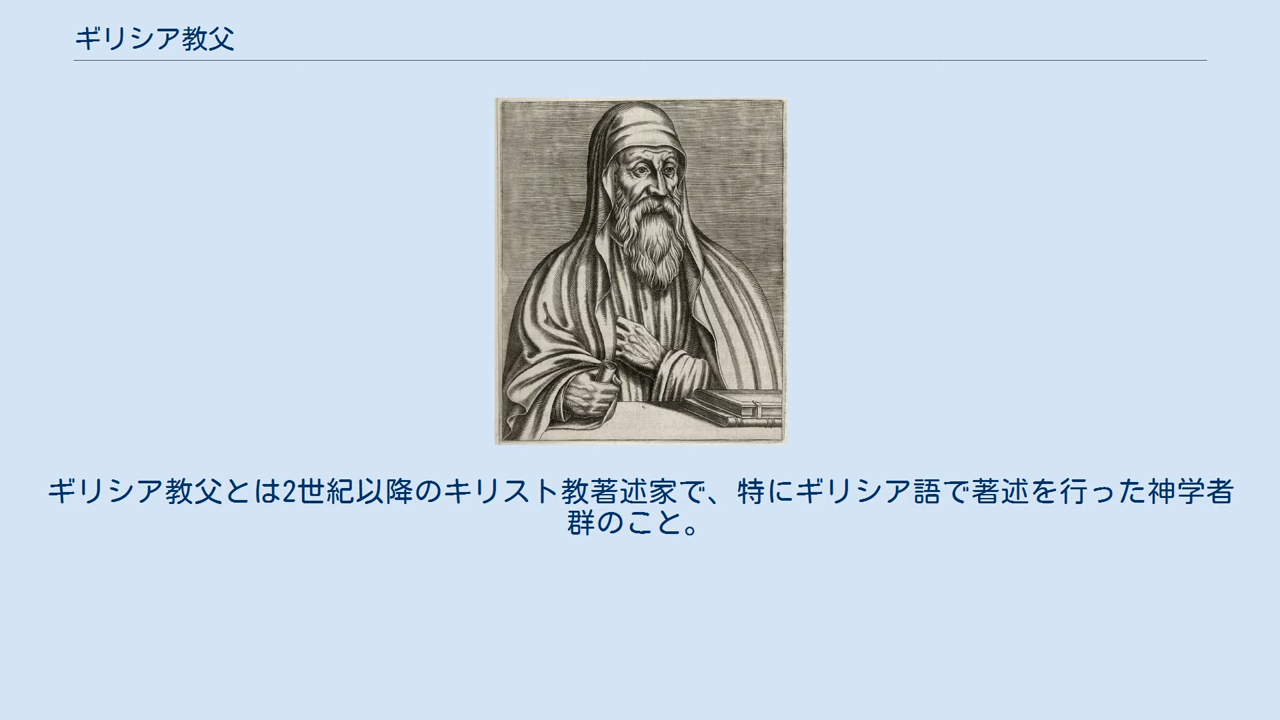 ギリシア教父
ギリシア教父とは2世紀以降のキリスト教著述家で、特にギリシア語で著述を行った神学者
群のこと。